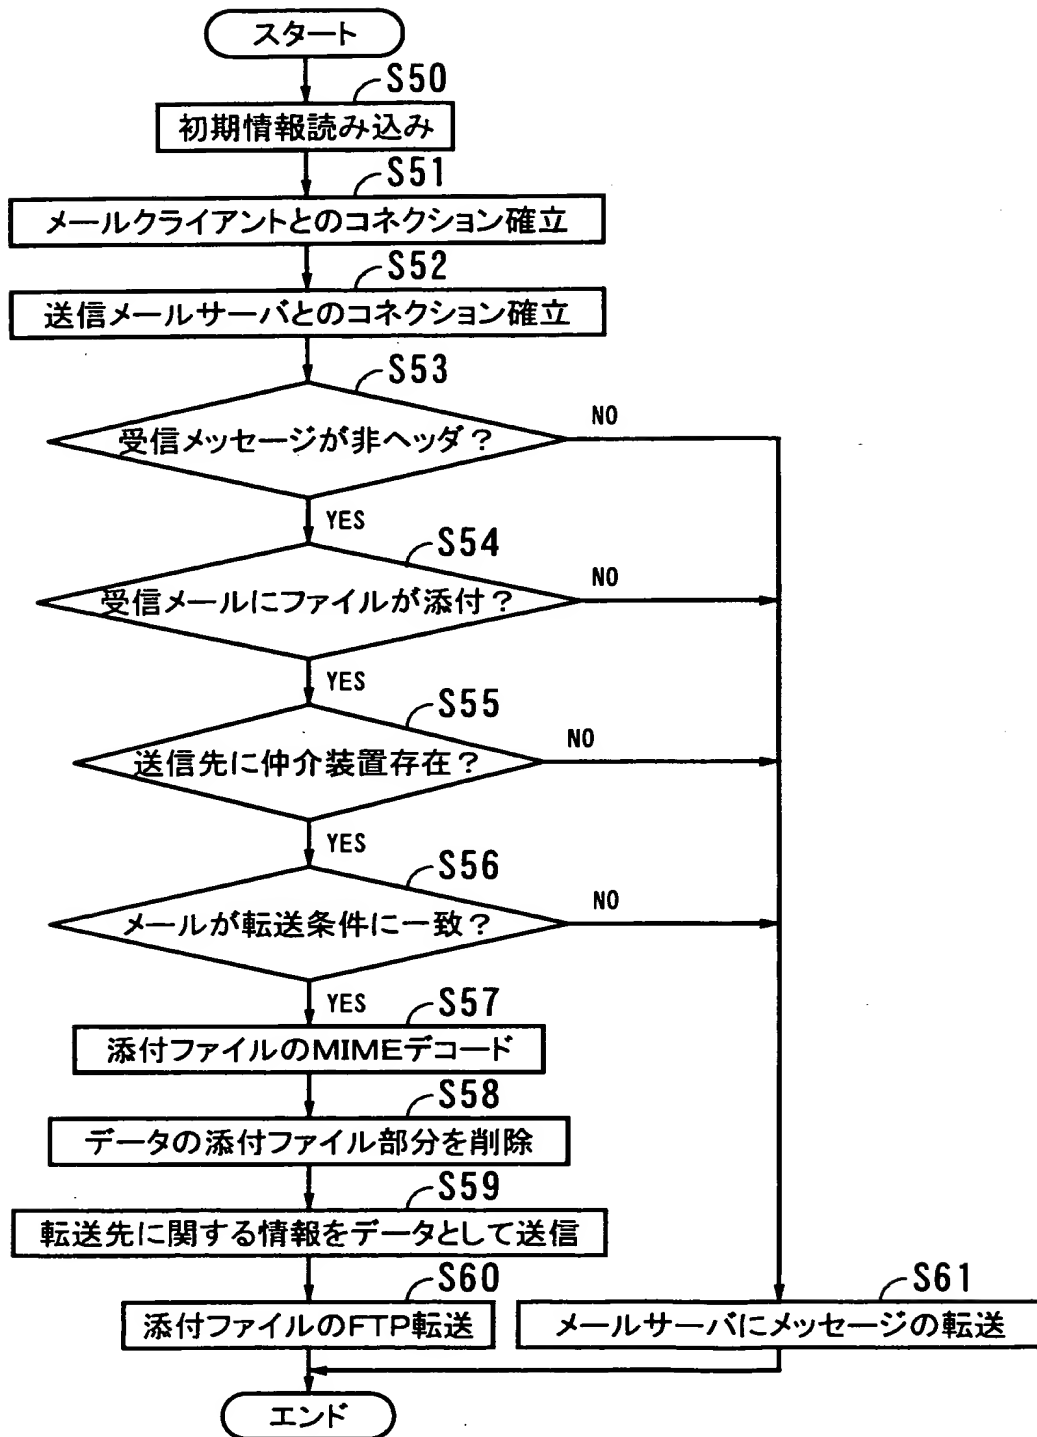 スタート
S50
初期情報読み込み
S51
メールクライアントとのコネクション確立
S52
送信メールサーバとのコネクション確立
S53
受信メッセージが非ヘッダ?
NO
YES
S54
受信メールにファイルが添付?
NO
YES
S55
送信先に仲介装置存在?
NO
YES
S56
メールが転送条件に一致?
NO
YES
S57
添付ファイルのMIMEデコード
S58
データの添付ファイル部分を削除
S59
転送先に関する情報をデータとして送信
S60
添付ファイルのFTP転送
S61
メールサーバにメッセージの転送
エンド